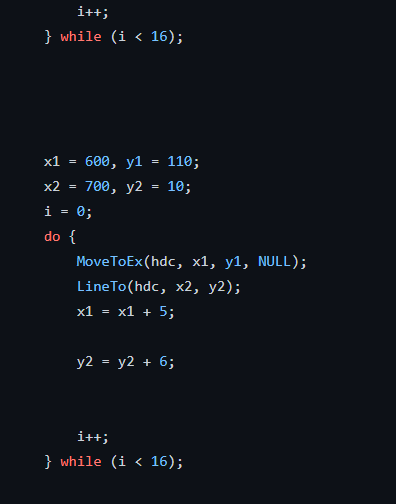 i++;
} while (i < 16);
x1 = 600, y1 = 110;
x2 = 700, y2 = 10;
i = 0;
do {
MoveToEx(hdc, x1, y1, NULL);
LineTo(hdc, x2, y2);
x1 = x1 + 5;
y2 = y2 + 6;
i++;
} while (i < 16);